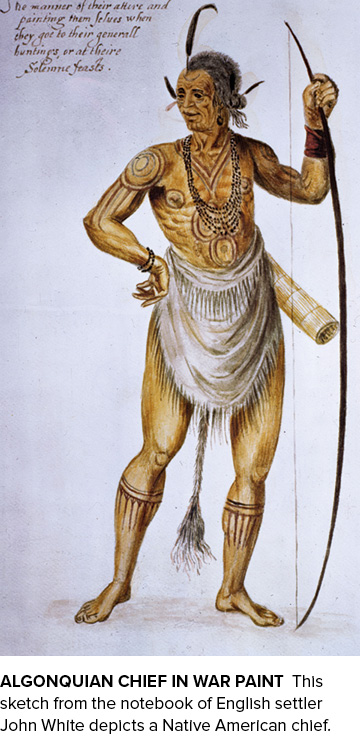 The manner of their attire and
painting them selves when
they goe to their generall
huntings, or at theire
Solemne feasts.
ALGONQUIAN CHIEF IN WAR PAINT This
sketch from the notebook of English settler
John White depicts a Native American chief.